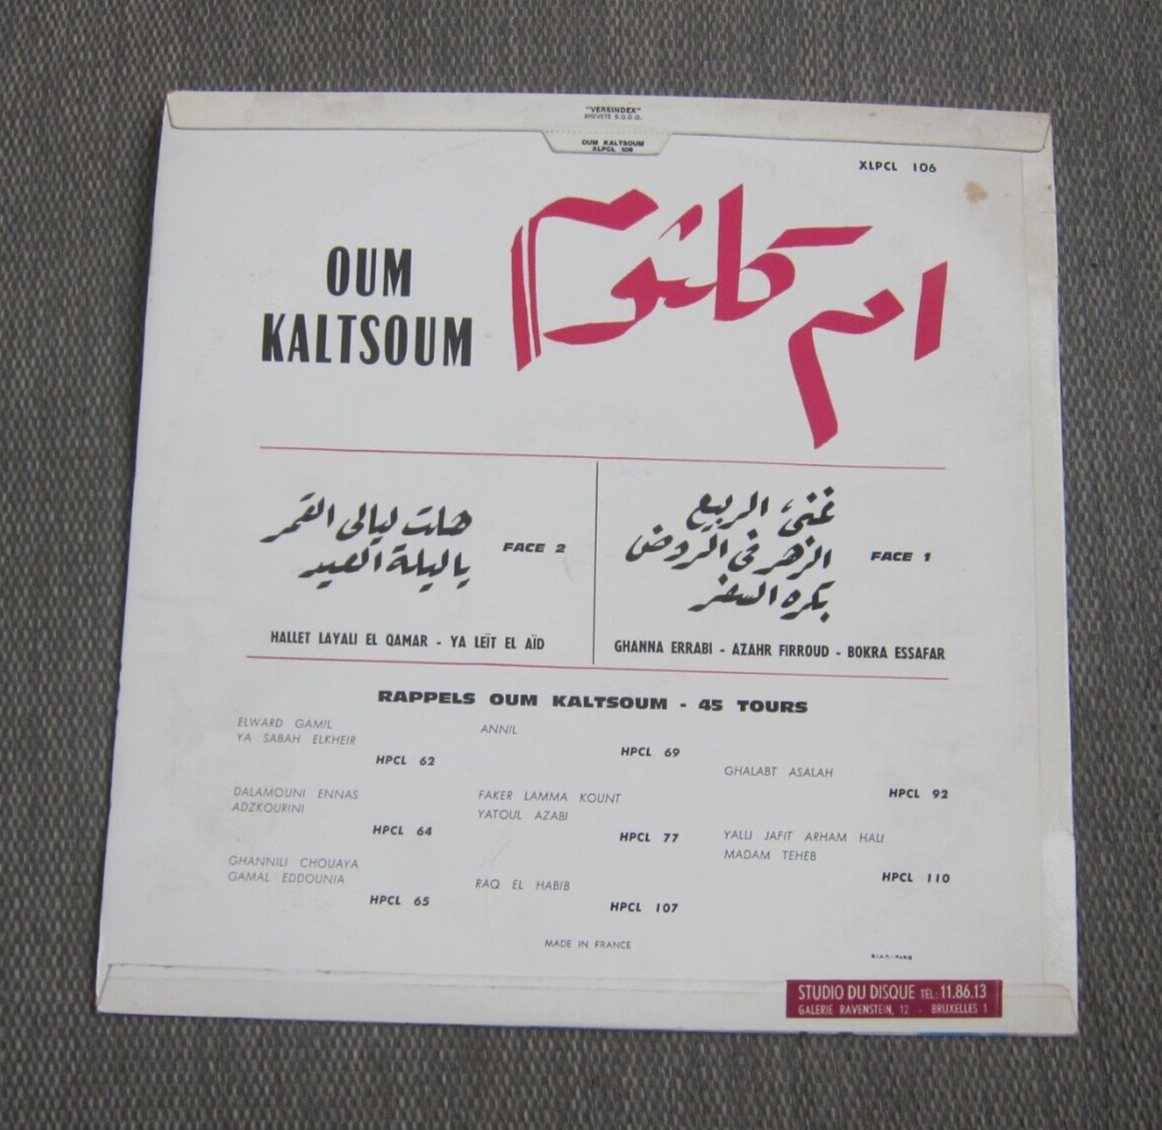 "VERSINDEX"
BREVETE S.G.D.G.
OUM KALTSOUM
XLPCL 106
XLPCL 106
OUM
KALTSOUM
ام كلثوم
غنى الربيع
الزهر فى الروض
بكره السفر
FACE 1
GHANNA ERRABI - AZAHR FIRROUD - BOKRA ESSAFAR
هلت ليالى القمر
ياليلة العيد
FACE 2
HALLET LAYALI EL QAMAR - YA LEÏT EL AÏD
RAPPELS OUM KALTSOUM - 45 TOURS
ELWARD GAMIL
YA SABAH ELKHEIR
HPCL 62
DALAMOUNI ENNAS
ADZKOURINI
HPCL 64
GHANNILI CHOUAYA
GAMAL EDDOUNIA
HPCL 65
ANNIL
HPCL 69
FAKER LAMMA KOUNT
YATOUL AZABI
HPCL 77
RAQ EL HABIB
HPCL 107
GHALABT ASALAH
HPCL 92
YALLI JAFIT ARHAM HALI
MADAM TEHEB
HPCL 110
MADE IN FRANCE
STUDIO DU DISQUE TÉL: 11.86.13
GALERIE RAVENSTEIN, 12 - BRUXELLES 1